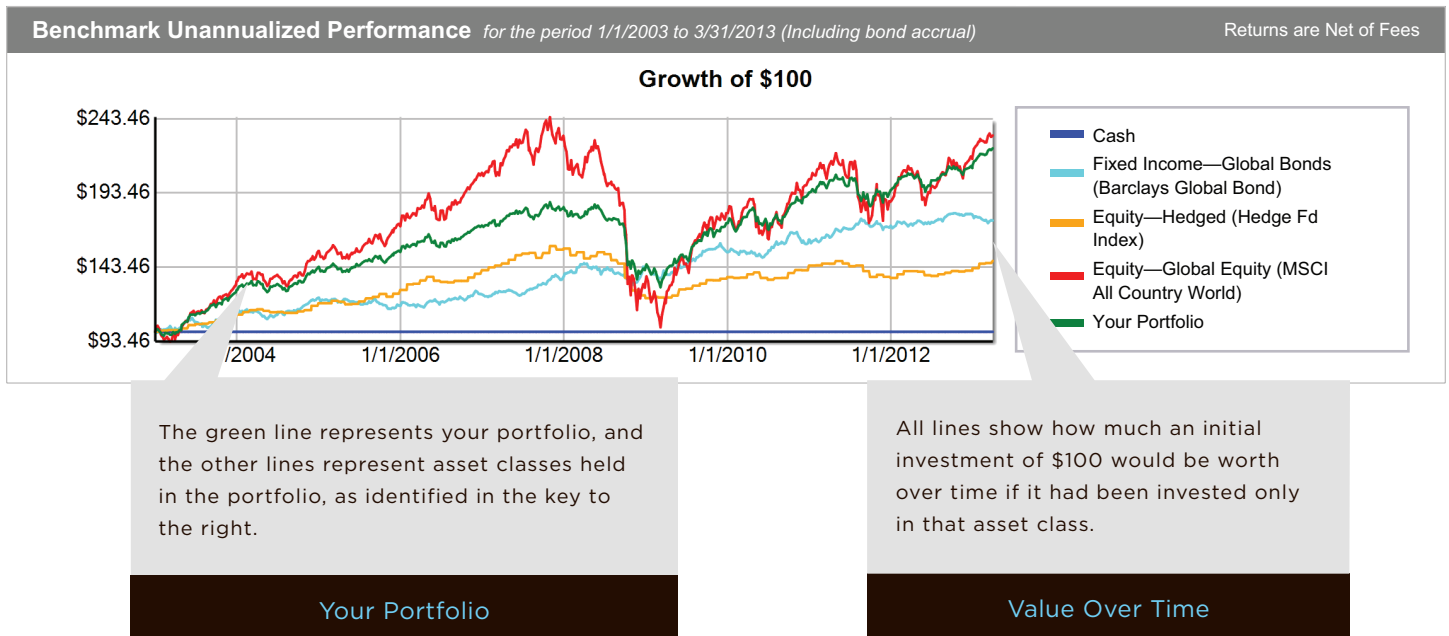 Benchmark Unannualized Performance for the period 1/1/2003 to 3/31/2013 (Including bond accrual) Returns are Net of Fees
Growth of $100
$243.46
$193.46
$143.46
$93.46
/2004
1/1/2006
1/1/2008
1/1/2010
1/1/2012
Cash
Fixed Income—Global Bonds
(Barclays Global Bond)
Equity—Hedged (Hedge Fd
Index)
Equity—Global Equity (MSCI
All Country World)
Your Portfolio
The green line represents your portfolio, and
the other lines represent asset classes held
in the portfolio, as identified in the key to
the right.
Your Portfolio
All lines show how much an initial
investment of $100 would be worth
over time if it had been invested only
in that asset class.
Value Over Time